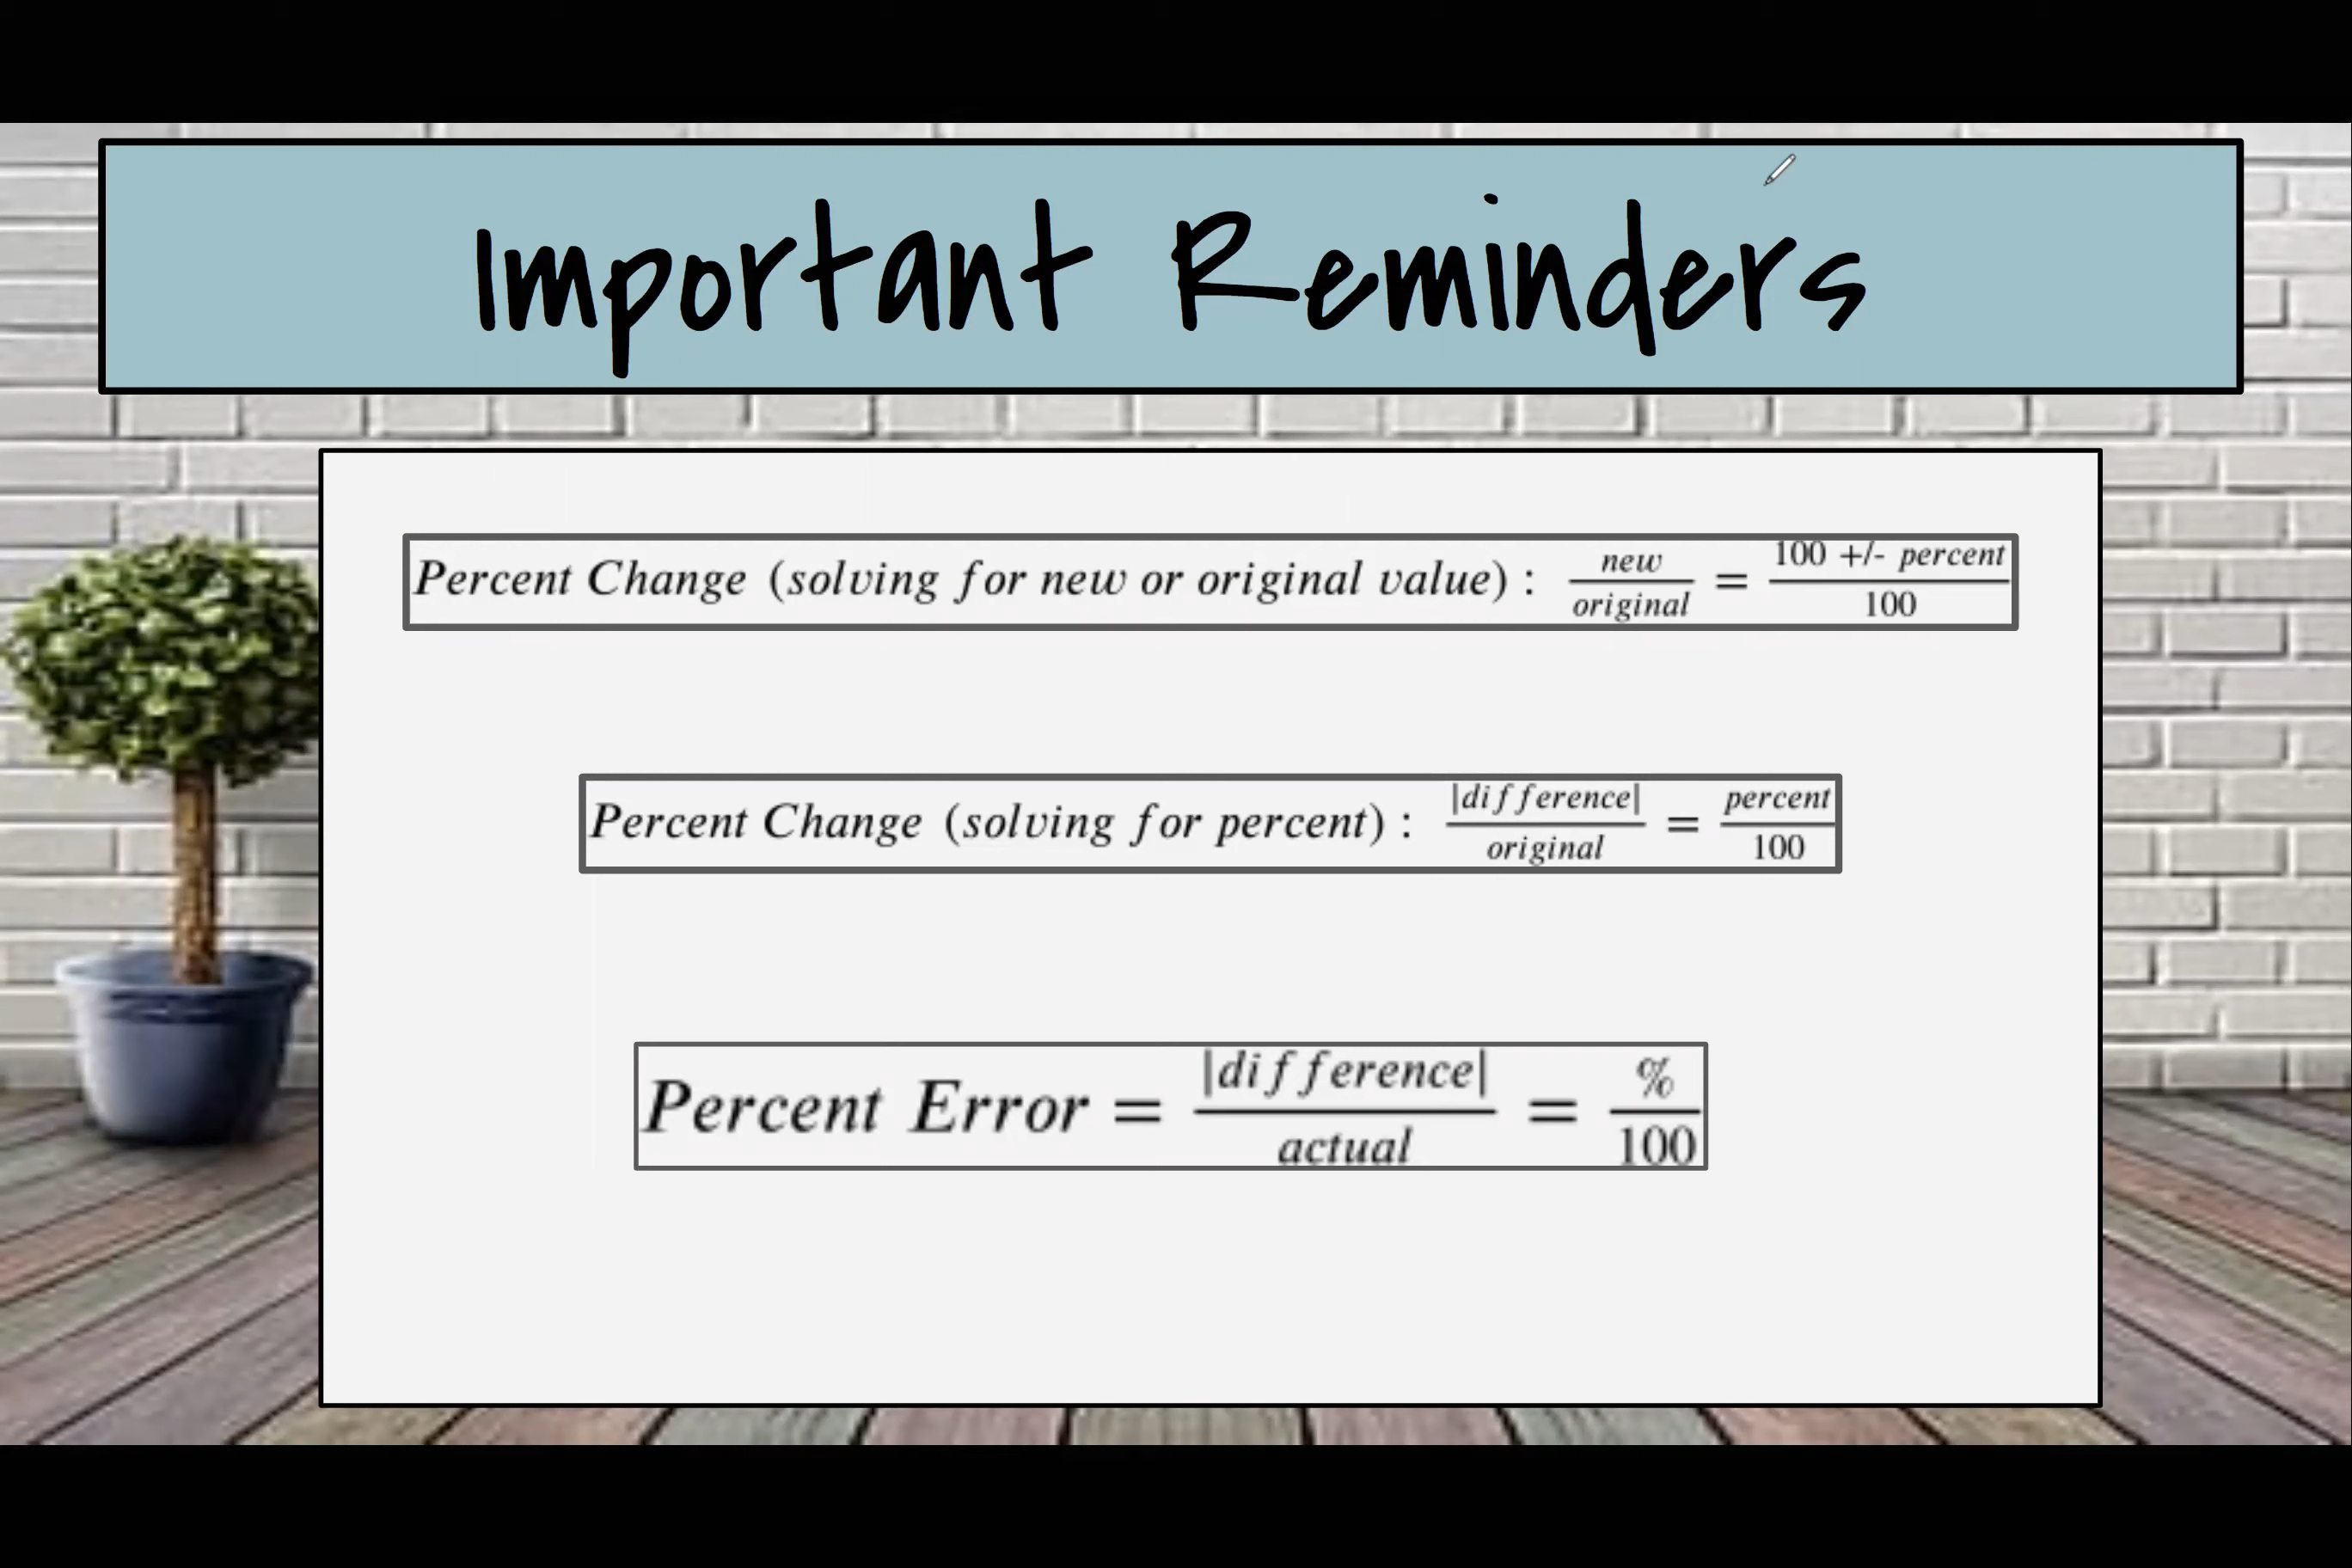 Important Reminders
Percent Change (solving for new or original value) : new/original = 100 +/- percent/100
Percent Change (solving for percent) : |difference|/original = percent/100
Percent Error = |difference|/actual = %/100